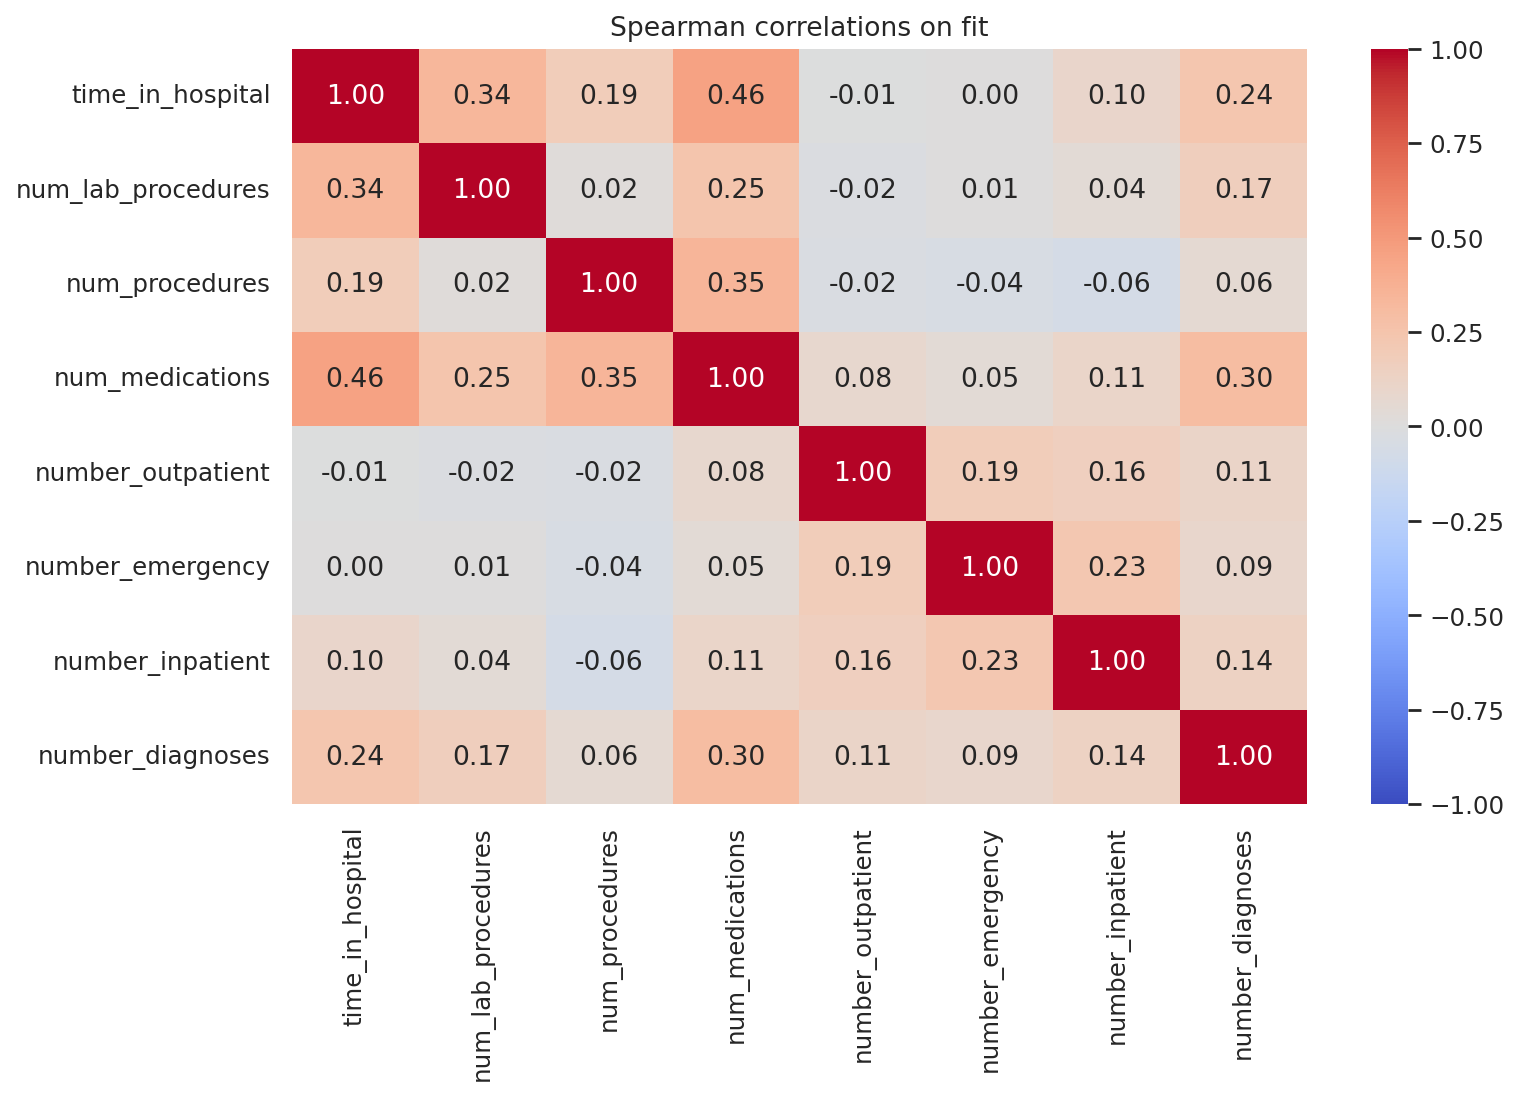 Spearman correlations on fit
time_in_hospital 1.00 0.34 0.19 0.46 -0.01 0.00 0.10 0.24
num_lab_procedures 0.34 1.00 0.02 0.25 -0.02 0.01 0.04 0.17
num_procedures 0.19 0.02 1.00 0.35 -0.02 -0.04 -0.06 0.06
num_medications 0.46 0.25 0.35 1.00 0.08 0.05 0.11 0.30
number_outpatient -0.01 -0.02 -0.02 0.08 1.00 0.19 0.16 0.11
number_emergency 0.00 0.01 -0.04 0.05 0.19 1.00 0.23 0.09
number_inpatient 0.10 0.04 -0.06 0.11 0.16 0.23 1.00 0.14
number_diagnoses 0.24 0.17 0.06 0.30 0.11 0.09 0.14 1.00
time_in_hospital
num_lab_procedures
num_procedures
num_medications
number_outpatient
number_emergency
number_inpatient
number_diagnoses
1.00
0.75
0.50
0.25
0.00
−0.25
−0.50
−0.75
−1.00